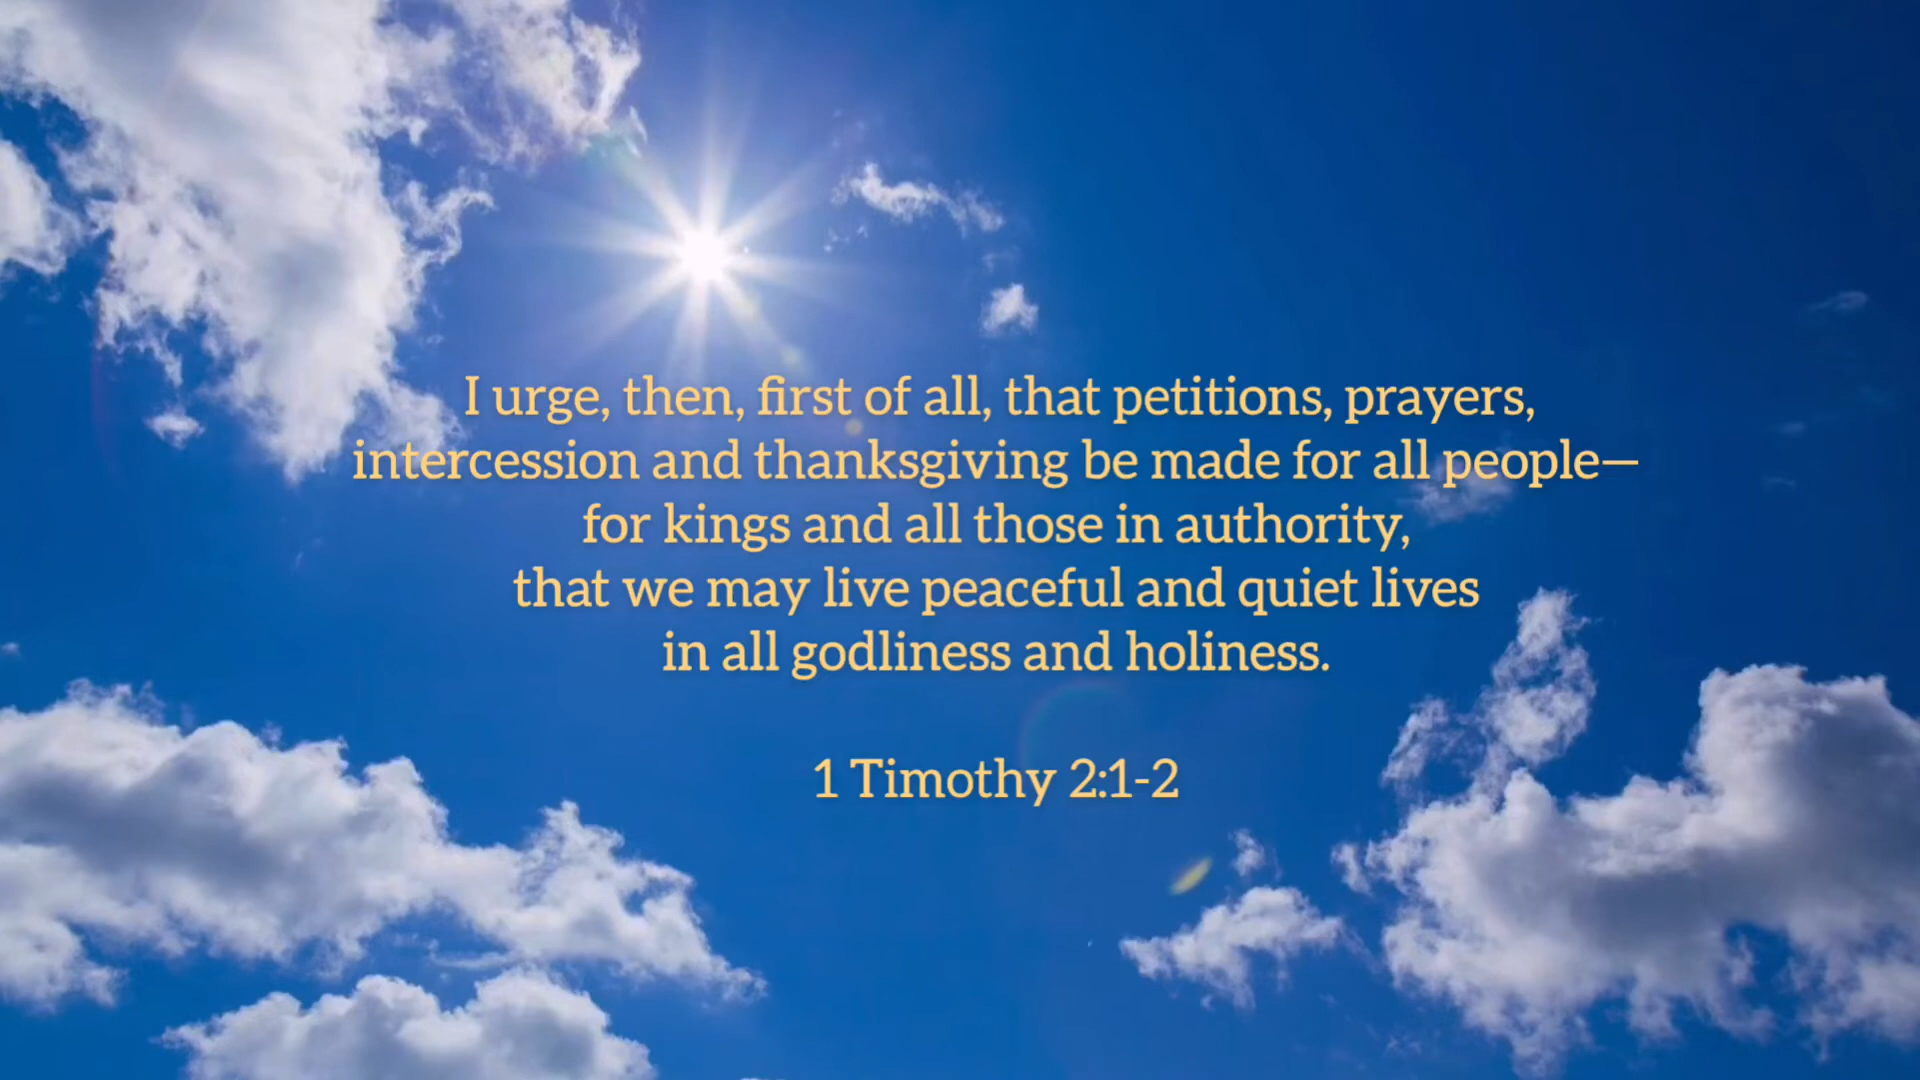 I urge, then, first of all, that petitions, prayers,
intercession and thanksgiving be made for all people—
for kings and all those in authority,
that we may live peaceful and quiet lives
in all godliness and holiness.
1 Timothy 2:1-2